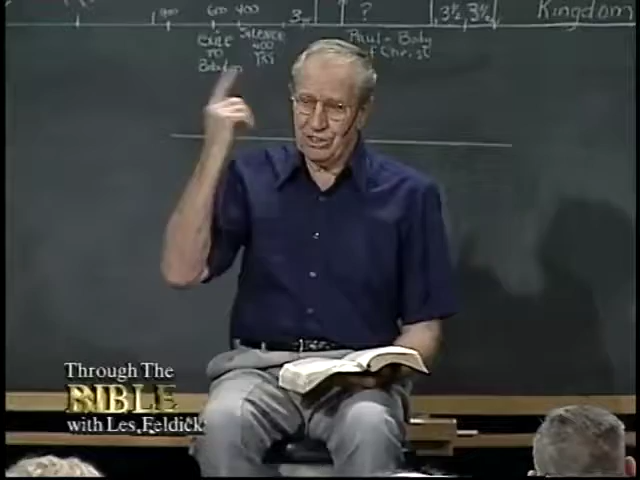 Kingdom
900 600 400 3 ? 3½ 3½
EXILE SILENCE Paul - Body
TO 400 of Christ
Babylon YRS
Through The
BIBLE
with Les Feldick